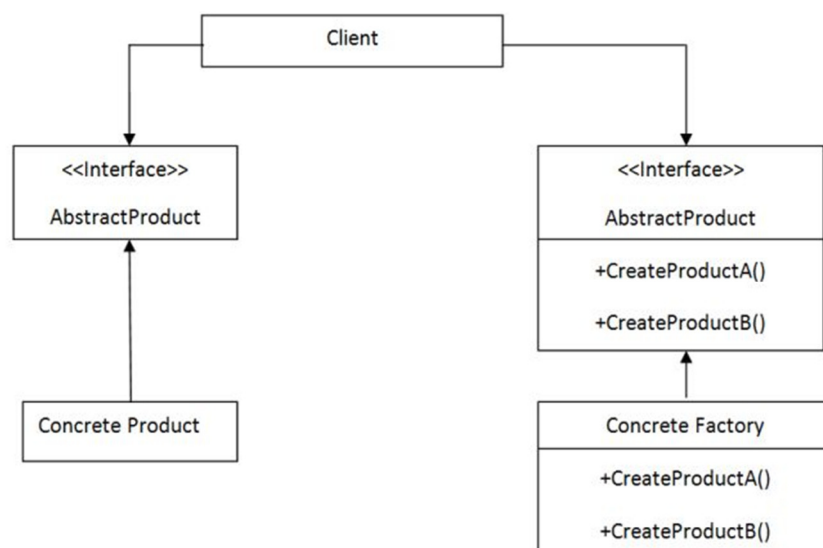 Client
<<Interface>>
AbstractProduct
<<Interface>>
AbstractProduct
+CreateProductA()
+CreateProductB()
Concrete Product
Concrete Factory
+CreateProductA()
+CreateProductB()